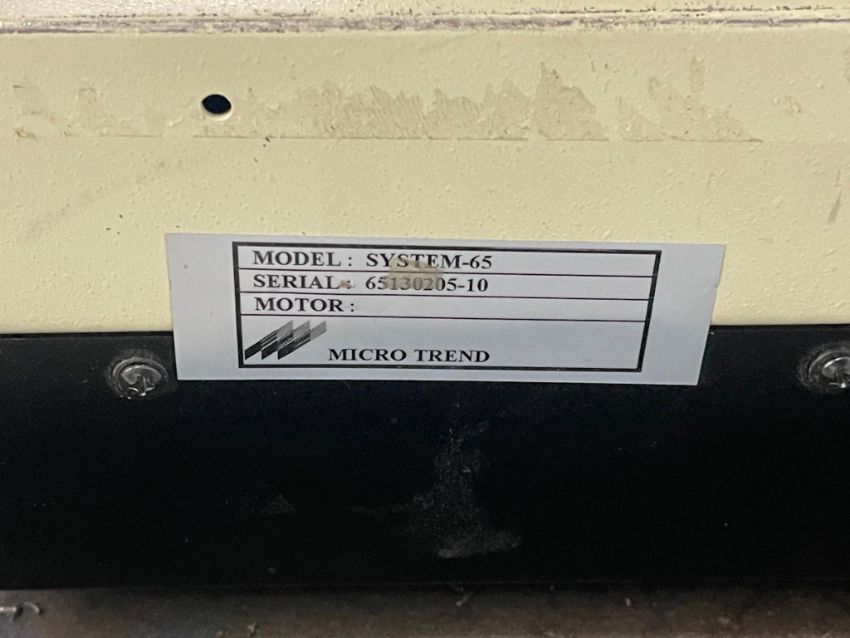 MODEL : SYSTEM-65
SERIAL: 65130205-10
MOTOR :
MICRO TREND